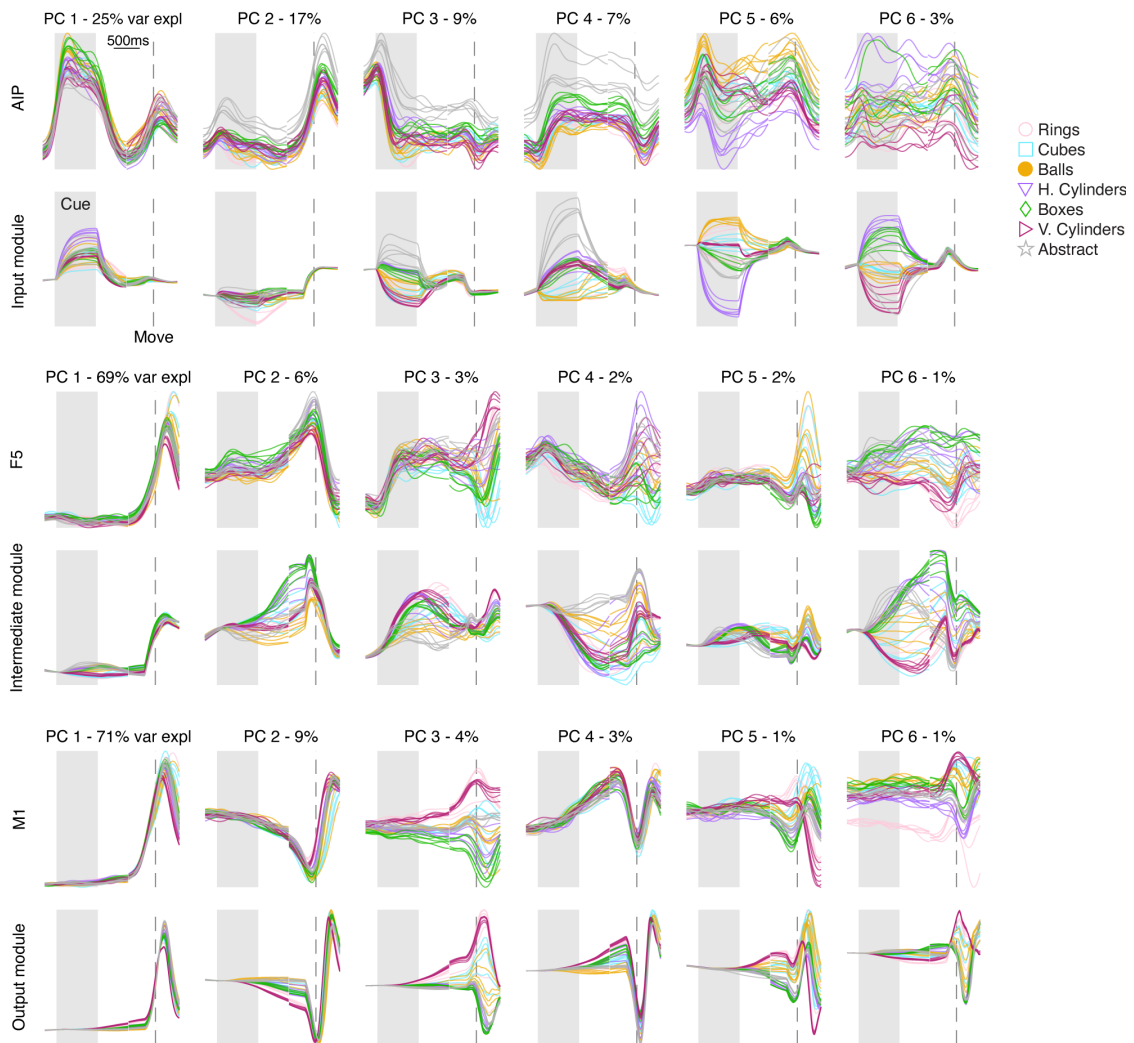 PC 1 - 25% var expl
PC 2 - 17%
PC 3 - 9%
PC 4 - 7%
PC 5 - 6%
PC 6 - 3%
500ms
AIP
Rings
Cubes
Balls
H. Cylinders
Boxes
V. Cylinders
Abstract
Input module
Cue
Move
PC 1 - 69% var expl
PC 2 - 6%
PC 3 - 3%
PC 4 - 2%
PC 5 - 2%
PC 6 - 1%
F5
Intermediate module
PC 1 - 71% var expl
PC 2 - 9%
PC 3 - 4%
PC 4 - 3%
PC 5 - 1%
PC 6 - 1%
M1
Output module